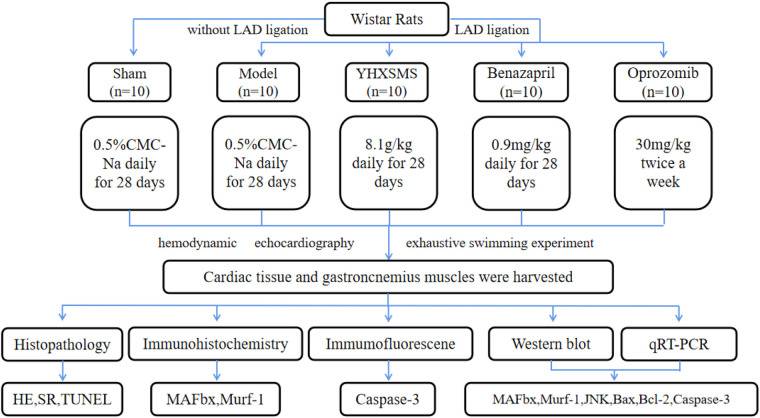 Wistar Rats
without LAD ligation
LAD ligation
Sham
(n=10)
Model
(n=10)
YHXSMS
(n=10)
Benazapril
(n=10)
Oprozomib
(n=10)
0.5%CMC-
Na daily
for 28 days
0.5%CMC-
Na daily
for 28 days
8.1g/kg
daily for 28
days
0.9mg/kg
daily for 28
days
30mg/kg
twice a
week
hemodynamic echocardiography exhaustive swimming experiment
Cardiac tissue and gastroncnemius muscles were harvested
Histopathology
Immunohistochemistry
Immumofluorescene
Western blot
qRT-PCR
HE,SR,TUNEL
MAFbx,Murf-1
Caspase-3
MAFbx,Murf-1,JNK,Bax,Bcl-2,Caspase-3